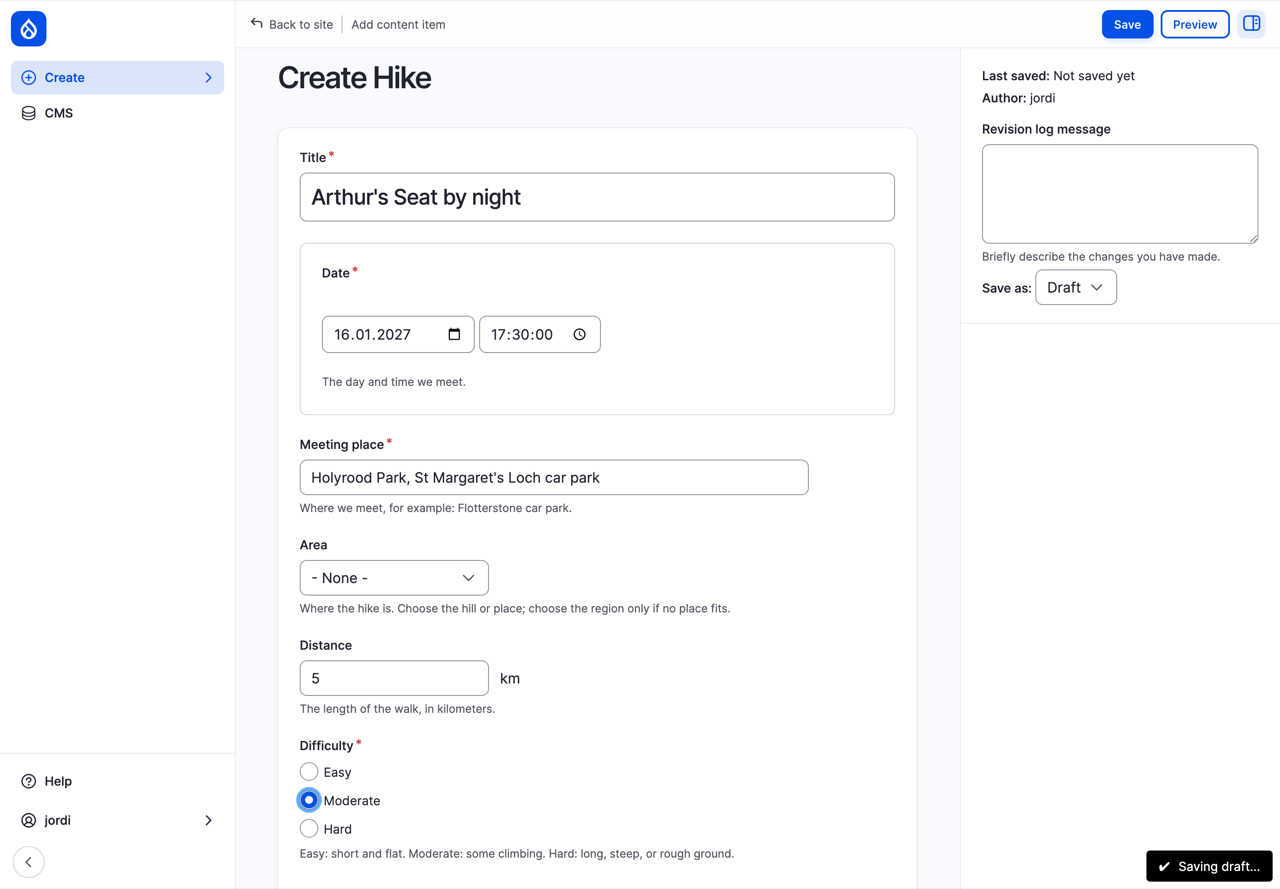 Back to site
Add content item
Save
Preview
Create
CMS
Create Hike
Title*
Arthur's Seat by night
Date*
16.01.2027
17:30:00
The day and time we meet.
Meeting place*
Holyrood Park, St Margaret's Loch car park
Where we meet, for example: Flotterstone car park.
Area
- None -
Where the hike is. Choose the hill or place; choose the region only if no place fits.
Distance
5 km
The length of the walk, in kilometers.
Difficulty*
Easy
Moderate
Hard
Easy: short and flat. Moderate: some climbing. Hard: long, steep, or rough ground.
Last saved: Not saved yet
Author: jordi
Revision log message
Briefly describe the changes you have made.
Save as: Draft
Help
jordi
Saving draft...